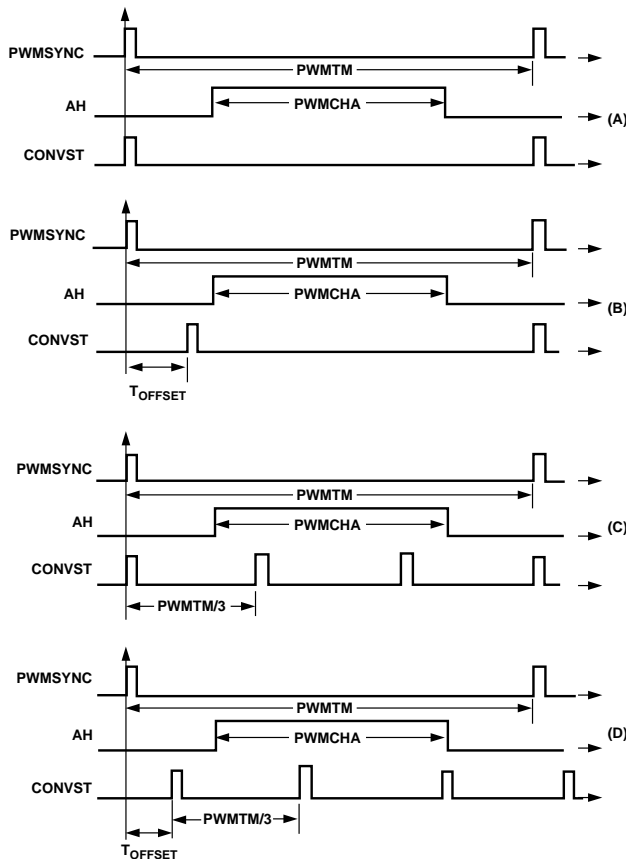 PWMSYNC
PWMTM
AH
PWMCHA
(A)
CONVST
PWMSYNC
PWMTM
AH
PWMCHA
(B)
CONVST
TOFFSET
PWMSYNC
PWMTM
AH
PWMCHA
(C)
CONVST
PWMTM/3
PWMSYNC
PWMTM
AH
PWMCHA
(D)
CONVST
PWMTM/3
TOFFSET